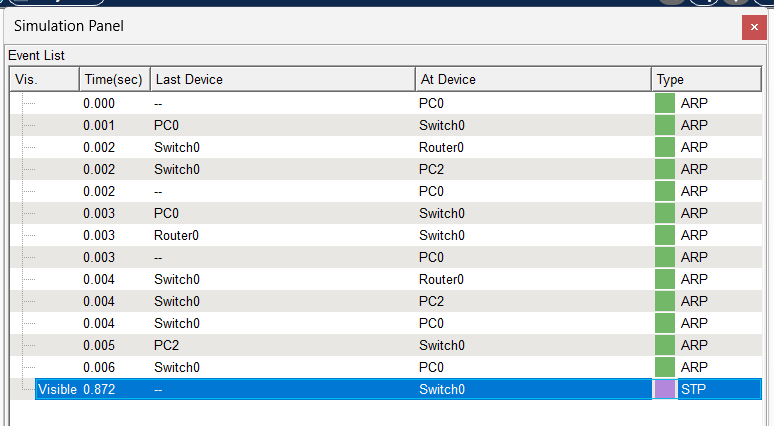 Simulation Panel
Event List
Vis. Time(sec) Last Device At Device Type
0.000 -- PC0 ARP
0.001 PC0 Switch0 ARP
0.002 Switch0 Router0 ARP
0.002 Switch0 PC2 ARP
0.002 -- PC0 ARP
0.003 PC0 Switch0 ARP
0.003 Router0 Switch0 ARP
0.003 -- PC0 ARP
0.004 Switch0 Router0 ARP
0.004 Switch0 PC2 ARP
0.004 Switch0 PC0 ARP
0.005 PC2 Switch0 ARP
0.006 Switch0 PC0 ARP
Visible 0.872 -- Switch0 STP